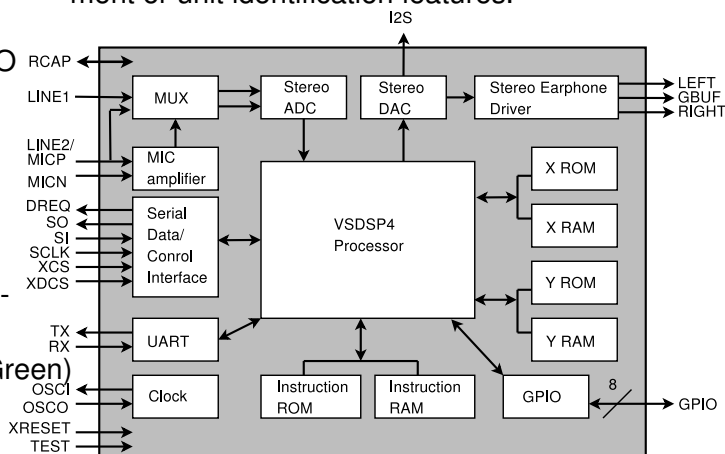 ment or unit identification features.
I2S
O
RCAP
LINE1
LINE2/
MICP
MICN
DREQ
SO
SI
SCLK
XCS
XDCS
-
TX
RX
Green)
OSCI
OSCO
XRESET
TEST
MUX
Stereo
ADC
Stereo
DAC
Stereo Earphone
Driver
LEFT
GBUF
RIGHT
MIC
amplifier
Serial
Data/
Conrol
Interface
VSDSP4
Processor
X ROM
X RAM
Y ROM
Y RAM
UART
Clock
Instruction
ROM
Instruction
RAM
GPIO
8
GPIO